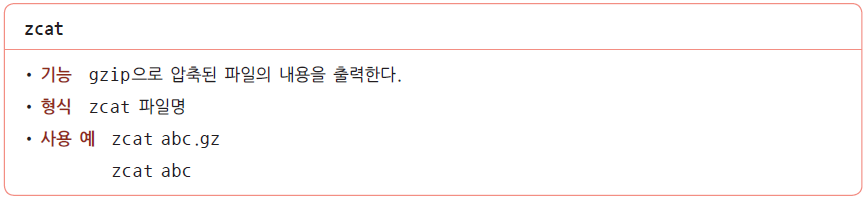 zcat
• 기능 gzip으로 압축된 파일의 내용을 출력한다.
• 형식 zcat 파일명
• 사용 예 zcat abc.gz
zcat abc